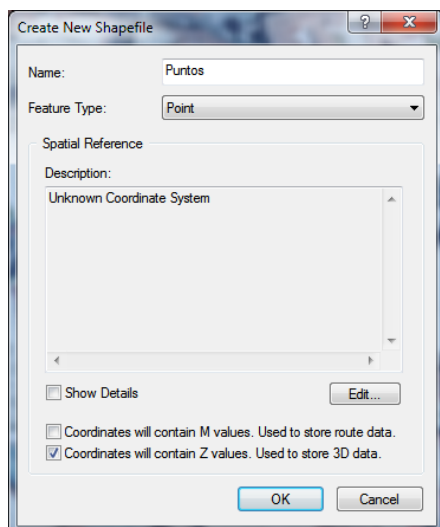 Create New Shapefile
Name: Puntos
Feature Type: Point
Spatial Reference
Description:
Unknown Coordinate System
Show Details Edit...
Coordinates will contain M values. Used to store route data.
Coordinates will contain Z values. Used to store 3D data.
OK Cancel